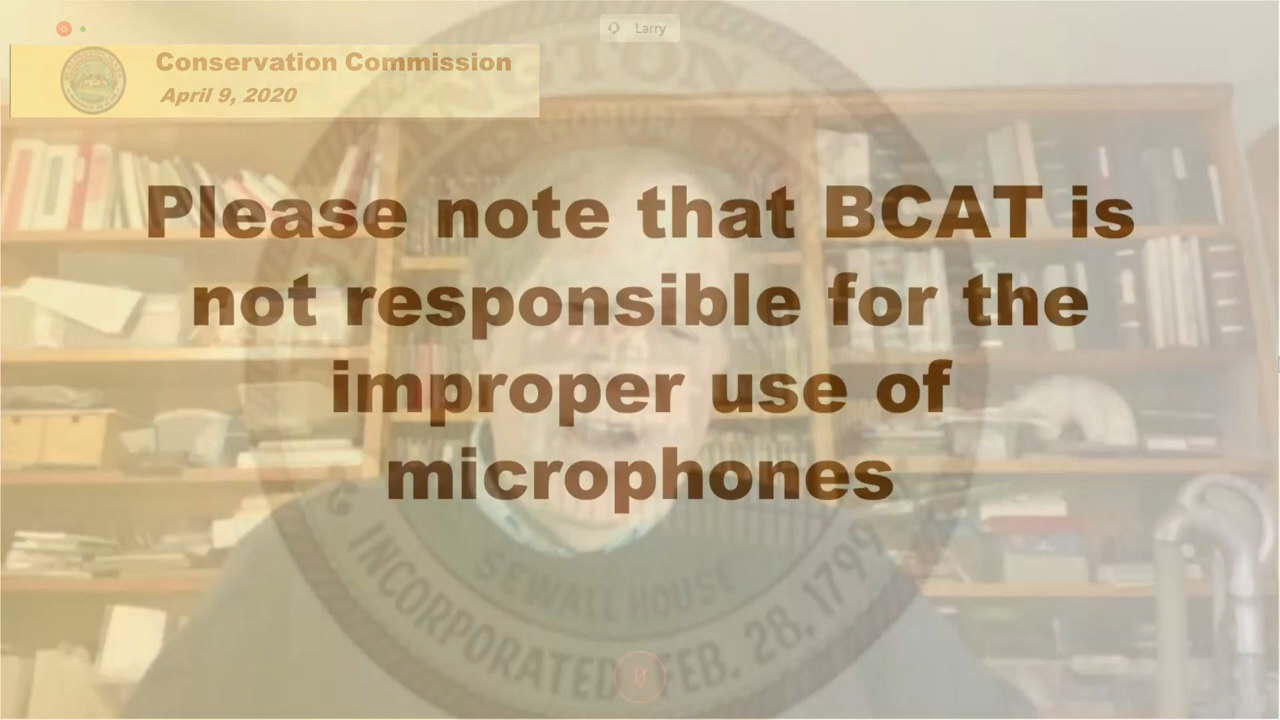 Larry
Conservation Commission
April 9, 2020
Please note that BCAT is
not responsible for the
improper use of
microphones
SEWALL HOUSE
INCORPORATED FEB. 28, 1799